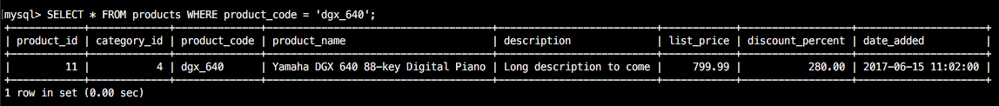 mysql> SELECT * FROM products WHERE product_code = 'dgx_640';
+------------+-------------+--------------+---------------------------------------+--------------------------+------------+------------------+---------------------+
| product_id | category_id | product_code | product_name                          | description              | list_price | discount_percent | date_added          |
+------------+-------------+--------------+---------------------------------------+--------------------------+------------+------------------+---------------------+
|         11 |           4 | dgx_640      | Yamaha DGX 640 88-key Digital Piano | Long description to come |     799.99 |           280.00 | 2017-06-15 11:02:00 |
+------------+-------------+--------------+---------------------------------------+--------------------------+------------+------------------+---------------------+
1 row in set (0.00 sec)